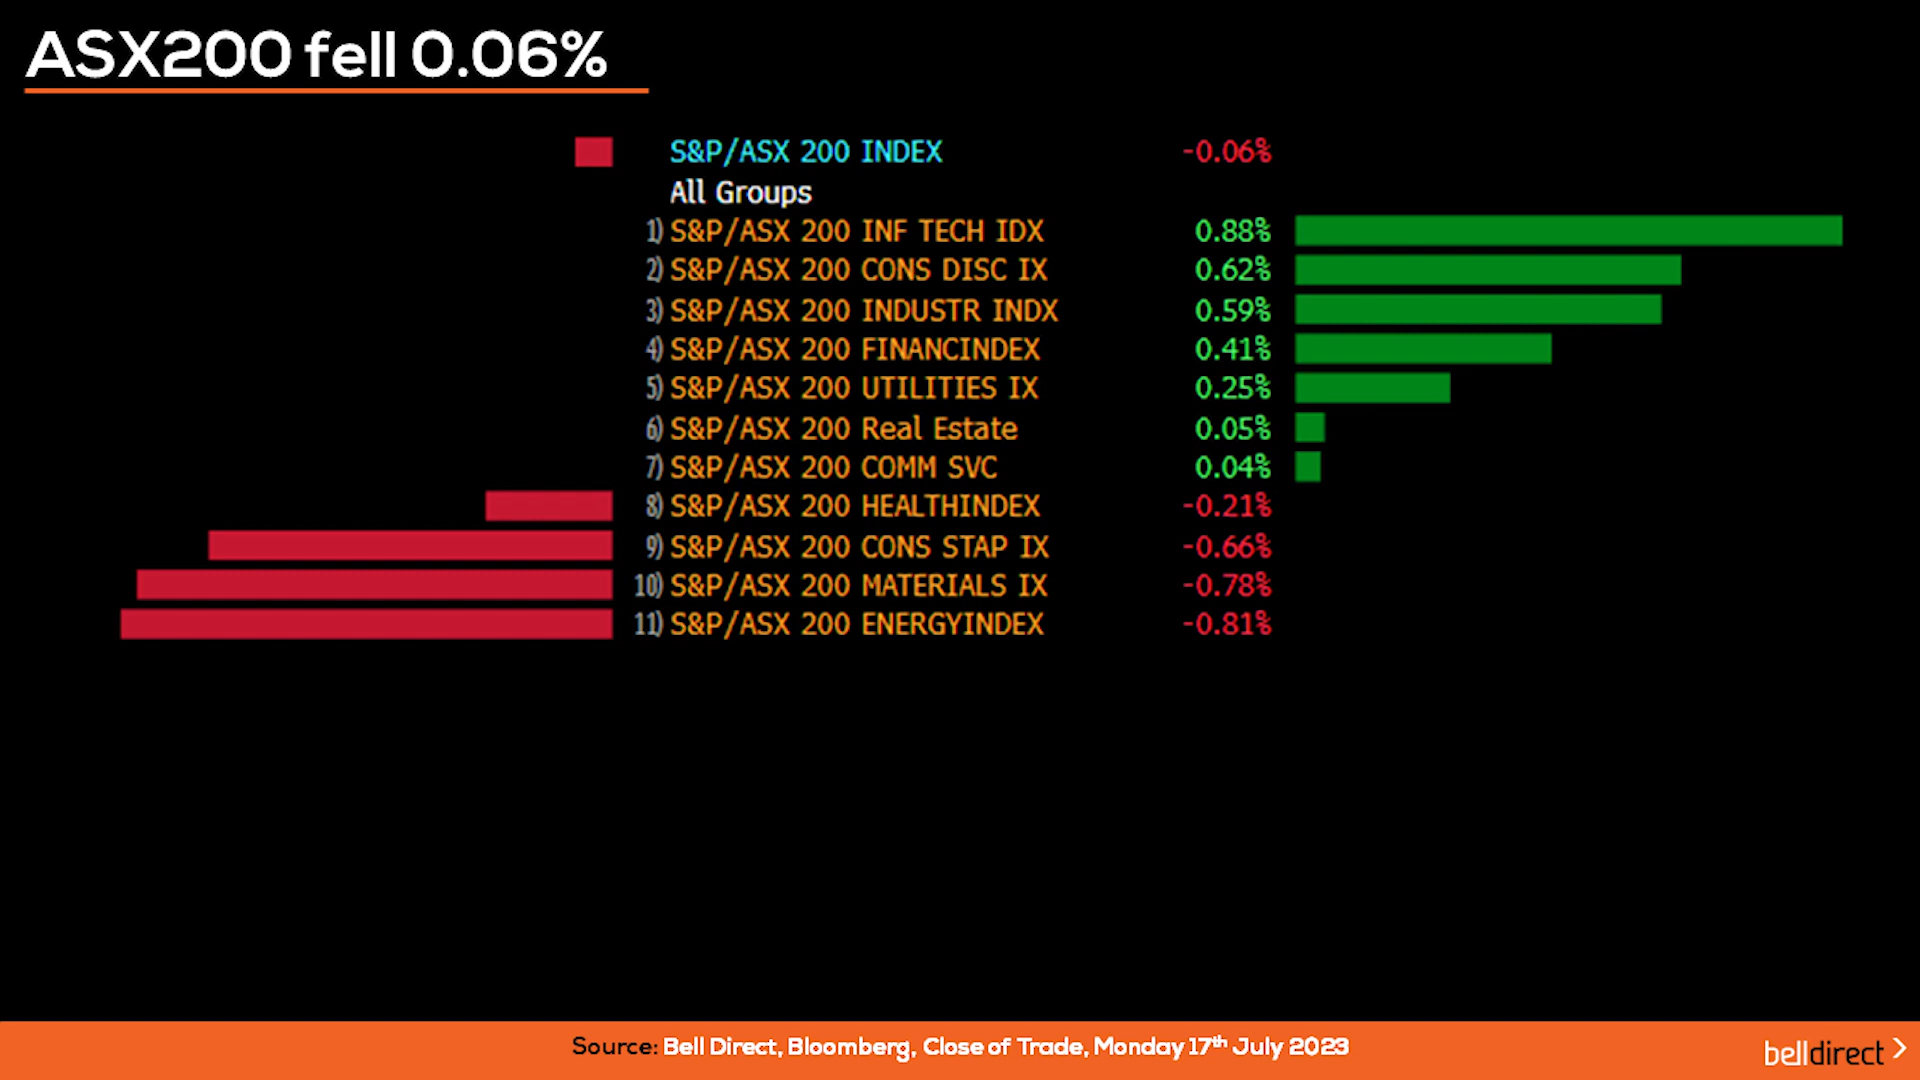 ASX200 fell 0.06%
S&P/ASX 200 INDEX -0.06%
All Groups
1) S&P/ASX 200 INF TECH IDX 0.88%
2) S&P/ASX 200 CONS DISC IX 0.62%
3) S&P/ASX 200 INDUSTR INDX 0.59%
4) S&P/ASX 200 FINANCINDEX 0.41%
5) S&P/ASX 200 UTILITIES IX 0.25%
6) S&P/ASX 200 Real Estate 0.05%
7) S&P/ASX 200 COMM SVC 0.04%
8) S&P/ASX 200 HEALTHINDEX -0.21%
9) S&P/ASX 200 CONS STAP IX -0.66%
10) S&P/ASX 200 MATERIALS IX -0.78%
11) S&P/ASX 200 ENERGYINDEX -0.81%
Source: Bell Direct, Bloomberg, Close of Trade, Monday 17th July 2023
belldirect